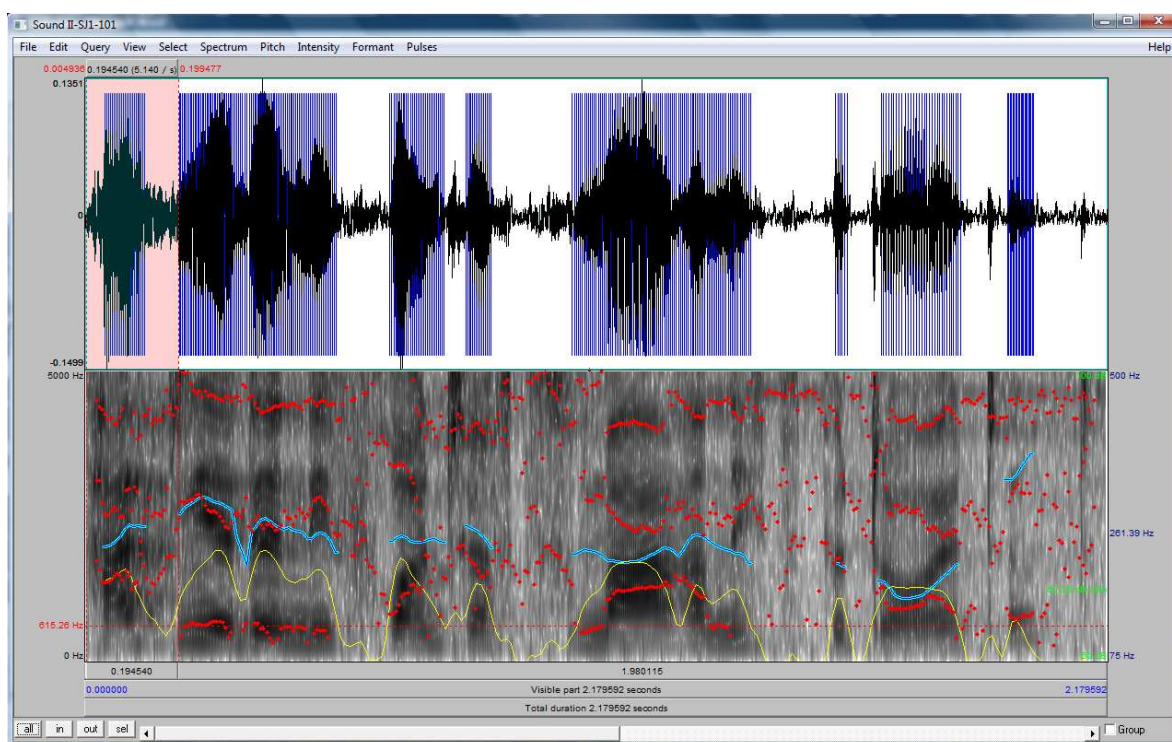 Sound II-SJ1-101
File Edit Query View Select Spectrum Pitch Intensity Formant Pulses Help
0.004936 0.194540 (5.140 / s) 0.199477
0.1351
0
-0.1499
5000 Hz 500 Hz
261.39 Hz
615.26 Hz
0 Hz 75 Hz
0.194540 1.980115
0.000000 Visible part 2.179592 seconds 2.179592
Total duration 2.179592 seconds
all in out sel Group